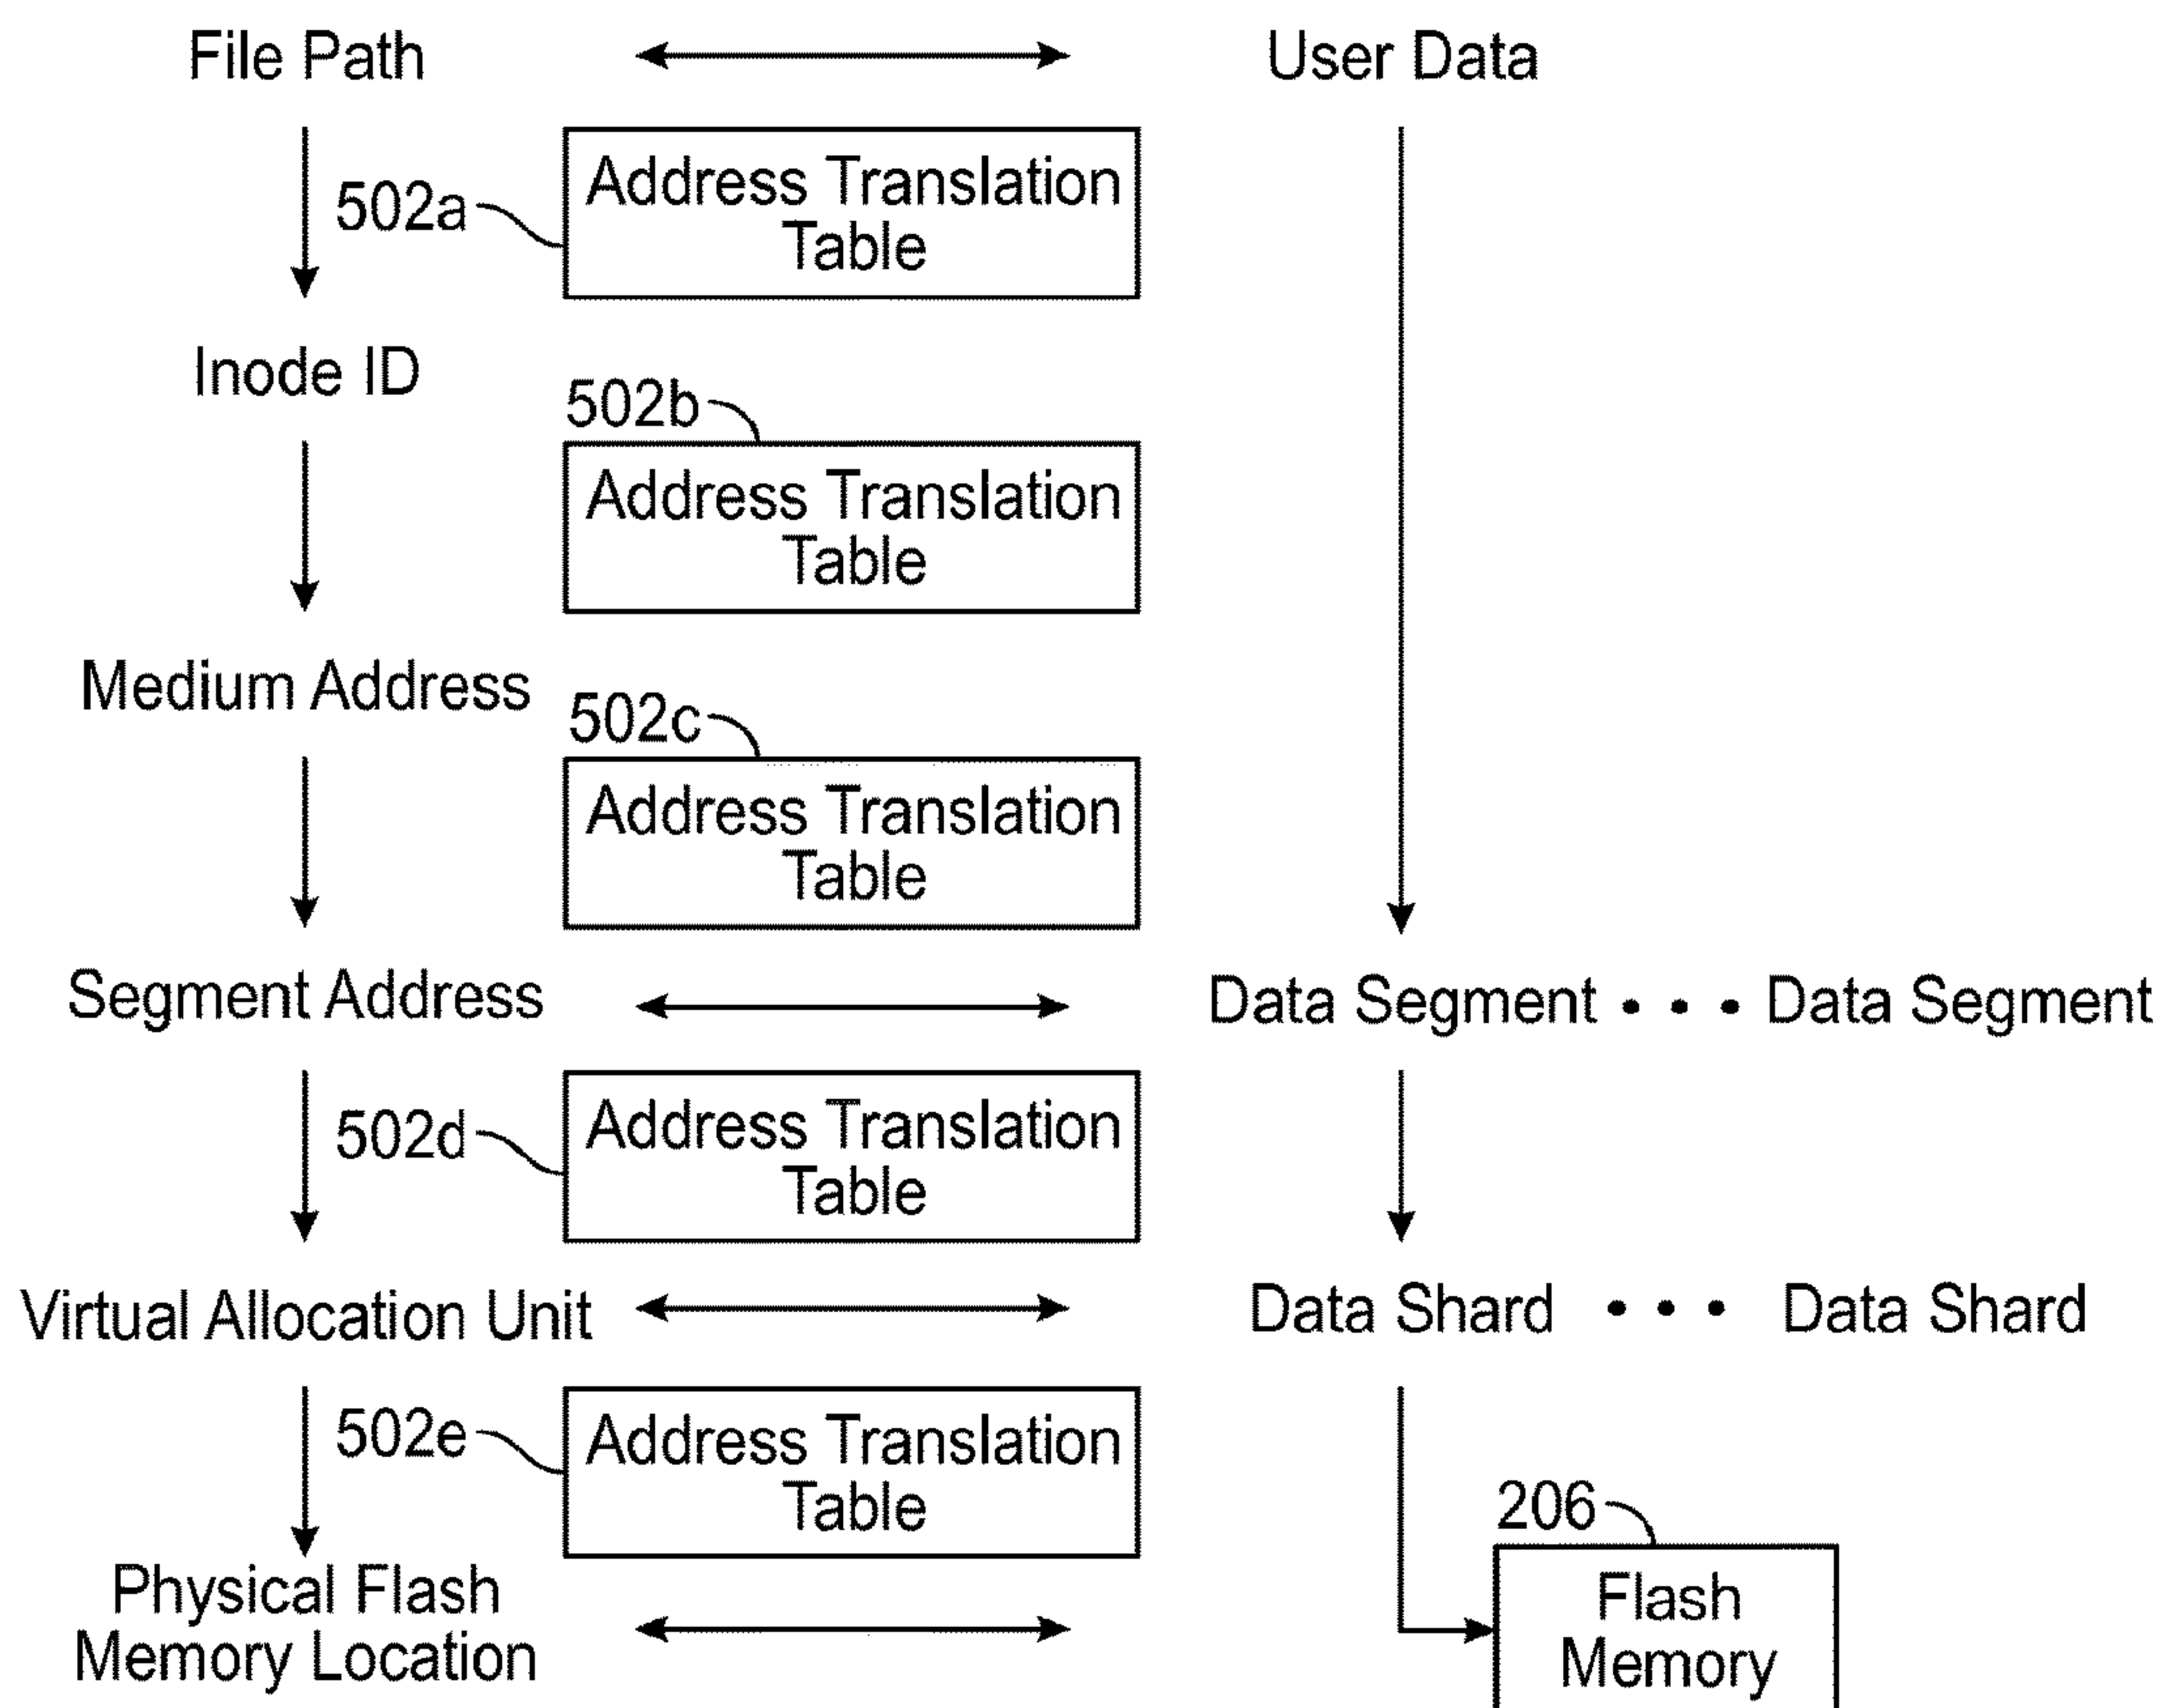 File Path
User Data
502a
Address Translation
Table
Inode ID
502b
Address Translation
Table
Medium Address
502c
Address Translation
Table
Segment Address
Data Segment • • • Data Segment
502d
Address Translation
Table
Virtual Allocation Unit
Data Shard • • • Data Shard
502e
Address Translation
Table
206
Physical Flash
Memory Location
Flash
Memory